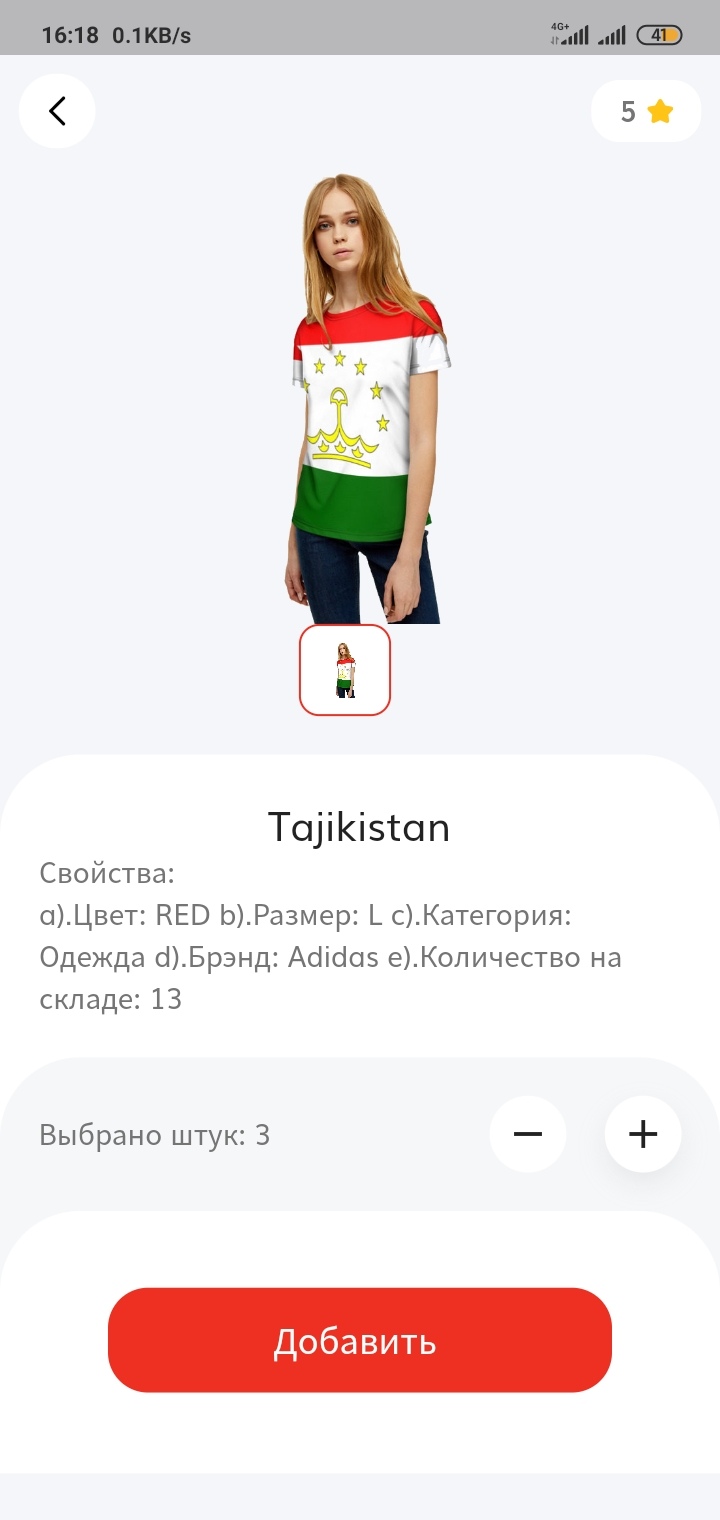 16:18 0.1KB/s
4G+
41
5
Tajikistan
Свойства:
a).Цвет: RED b).Размер: L c).Категория:
Одежда d).Брэнд: Adidas e).Количество на
складе: 13
Выбрано штук: 3
Добавить